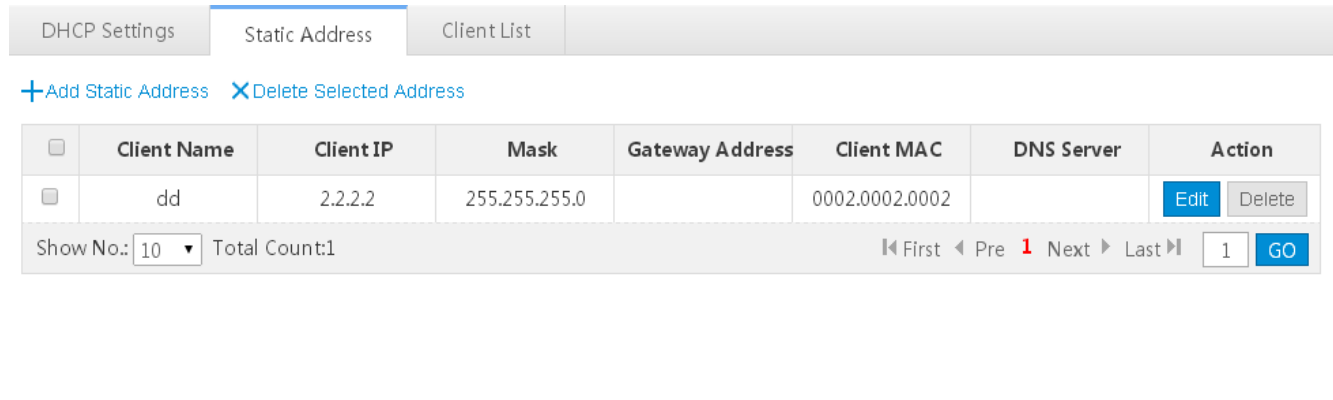 DHCP Settings Static Address Client List
Add Static Address Delete Selected Address
Client Name Client IP Mask Gateway Address Client MAC DNS Server Action
dd 2.2.2.2 255.255.255.0 0002.0002.0002 Edit Delete
Show No.: 10 Total Count:1 First Pre 1 Next Last 1 GO